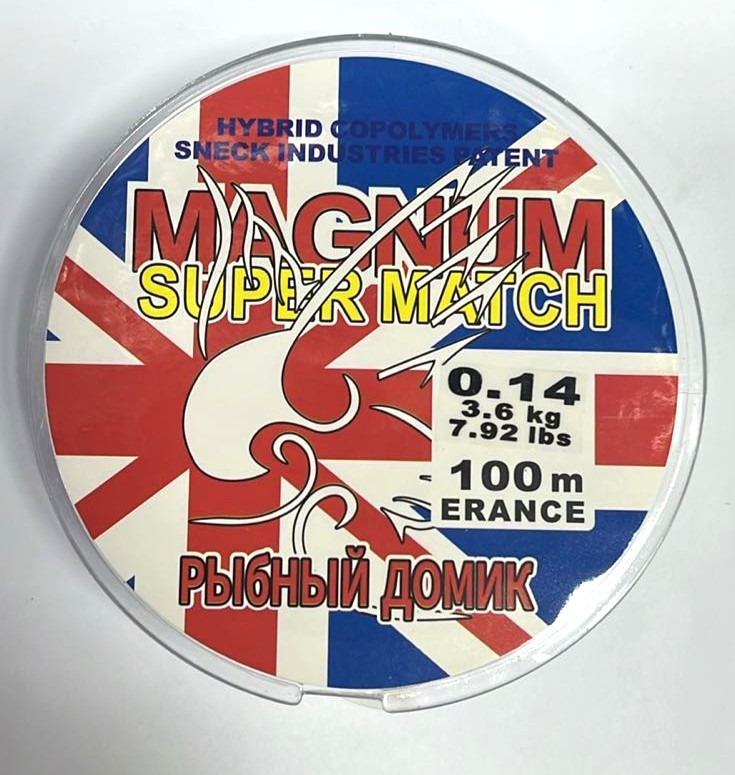 HYBRID COPOLYMERS
SNECK INDUSTRIES PATENT
MAGNUM
SUPER MATCH
0.14
3.6 kg
7.92 lbs
100 m
ERANCE
РЫБНЫЙ ДОМИК